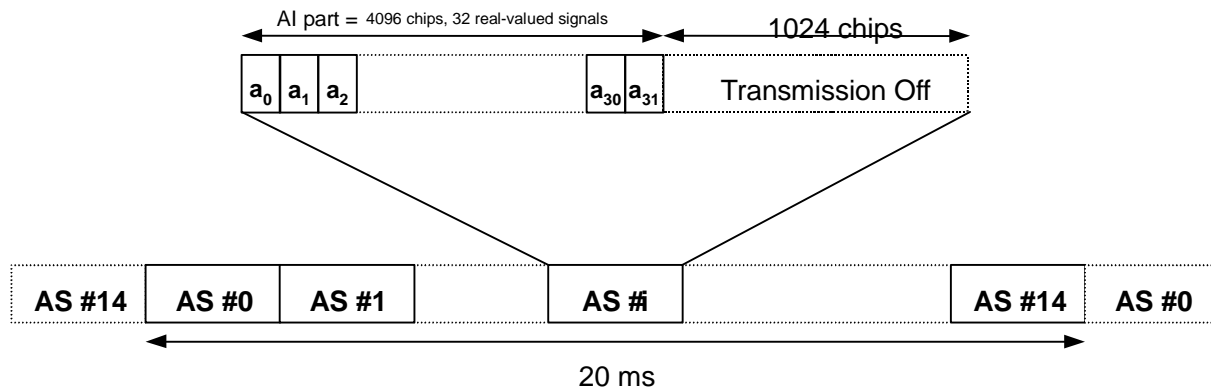 AI part = 4096 chips, 32 real-valued signals
1024 chips
a0 a1 a2 a30 a31 Transmission Off
AS #14 AS #0 AS #1 AS #i AS #14 AS #0
20 ms